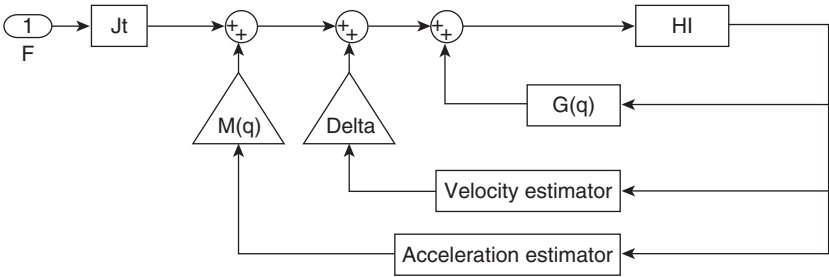 1
F
Jt
+
+
+
+
+
+
HI
G(q)
M(q)
Delta
Velocity estimator
Acceleration estimator